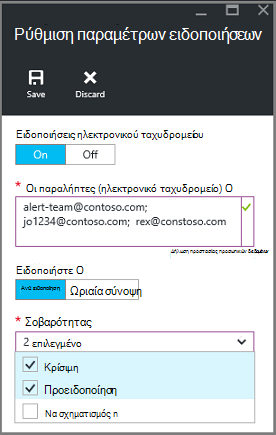 Ρύθμιση παραμέτρων ειδοποιήσεων
Save Discard
Ειδοποιήσεις ηλεκτρονικού ταχυδρομείου
On Off
* Οι παραλήπτες (ηλεκτρονικό ταχυδρομείο) Ο
alert-team@contoso.com;
jo1234@contoso.com; rex@constoso.com
Δήλωση προστασίας προσωπικών δεδομένων
Ειδοποιήστε Ο
Ανά ειδοποίηση Ωριαία σύνοψη
* Σοβαρότητας
2 επιλεγμένο
Κρίσιμη
Προειδοποίηση
Να σχηματισμός n